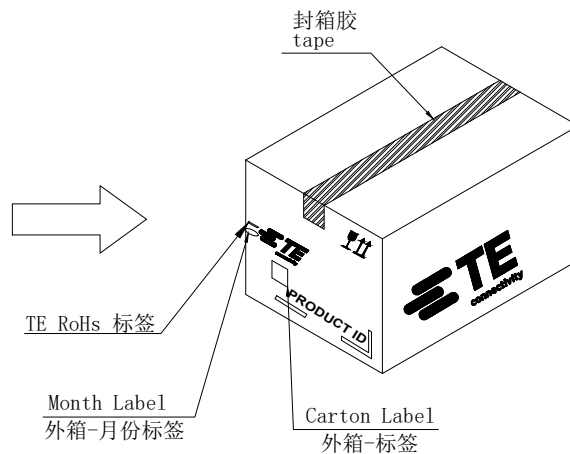 封箱胶
tape
TE
connectivity
TE
connectivity
PRODUCT ID
TE RoHs 标签
Month Label
外箱-月份标签
Carton Label
外箱-标签